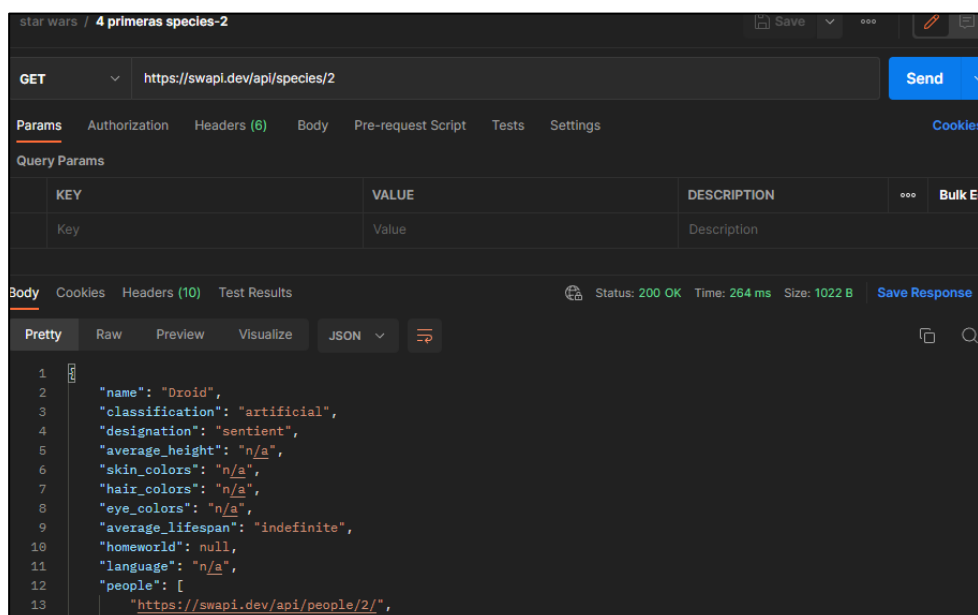 star wars / 4 primeras species-2
Save
GET https://swapi.dev/api/species/2 Send
Params Authorization Headers (6) Body Pre-request Script Tests Settings Cookies
Query Params
KEY VALUE DESCRIPTION ooo Bulk E
Key Value Description
Body Cookies Headers (10) Test Results Status: 200 OK Time: 264 ms Size: 1022 B Save Response
Pretty Raw Preview Visualize JSON
1 {
2 "name": "Droid",
3 "classification": "artificial",
4 "designation": "sentient",
5 "average_height": "n/a",
6 "skin_colors": "n/a",
7 "hair_colors": "n/a",
8 "eye_colors": "n/a",
9 "average_lifespan": "indefinite",
10 "homeworld": null,
11 "language": "n/a",
12 "people": [
13 "https://swapi.dev/api/people/2/",